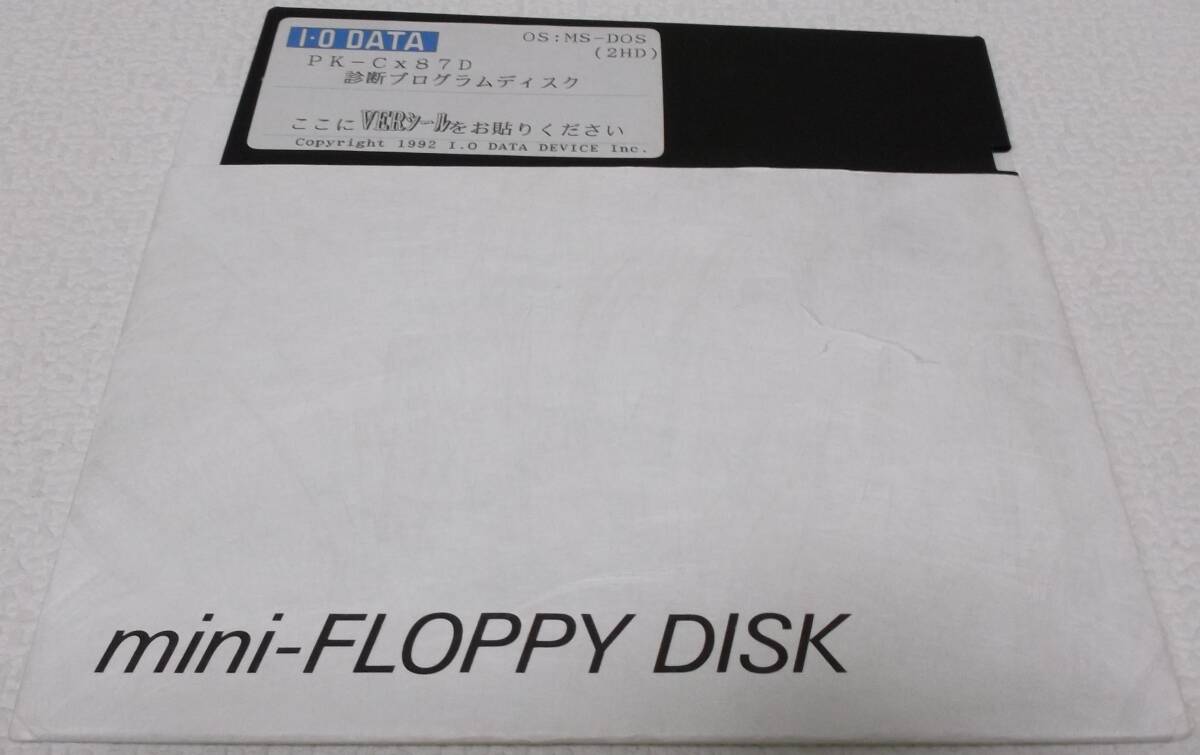 I·O DATA
OS:MS-DOS
(2HD)
PK-Cx87D
診断プログラムディスク
ここにVERシールをお貼りください
Copyright 1992 I.O DATA DEVICE Inc.
mini-FLOPPY DISK